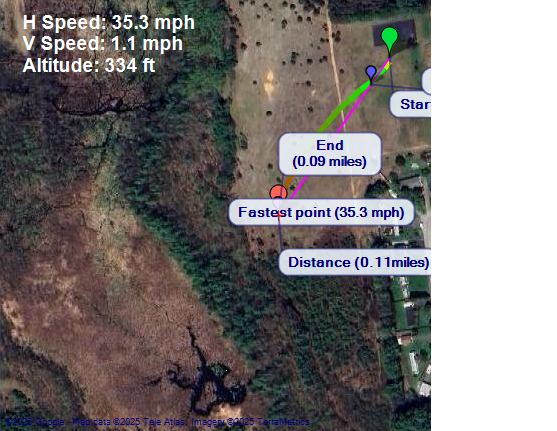 H Speed: 35.3 mph
V Speed: 1.1 mph
Altitude: 334 ft
Star
End
(0.09 miles)
Fastest point (35.3 mph)
Distance (0.11miles)
©2025 Google - Map data ©2025 Tele Atlas, Imagery ©2025 TerraMetrics